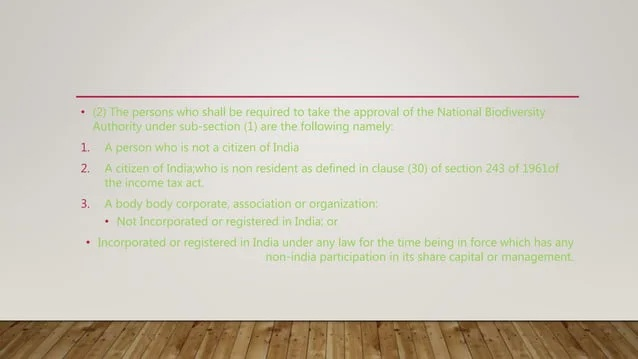 • (2) The persons who shall be required to take the approval of the National Biodiversity
Authority under sub-section (1) are the following namely:
1. A person who is not a citizen of India
2. A citizen of India;who is non resident as defined in clause (30) of section 243 of 1961of
the income tax act.
3. A body body corporate, association or organization:
• Not Incorporated or registered in India; or
• Incorporated or registered in India under any law for the time being in force which has any
non-india participation in its share capital or management.